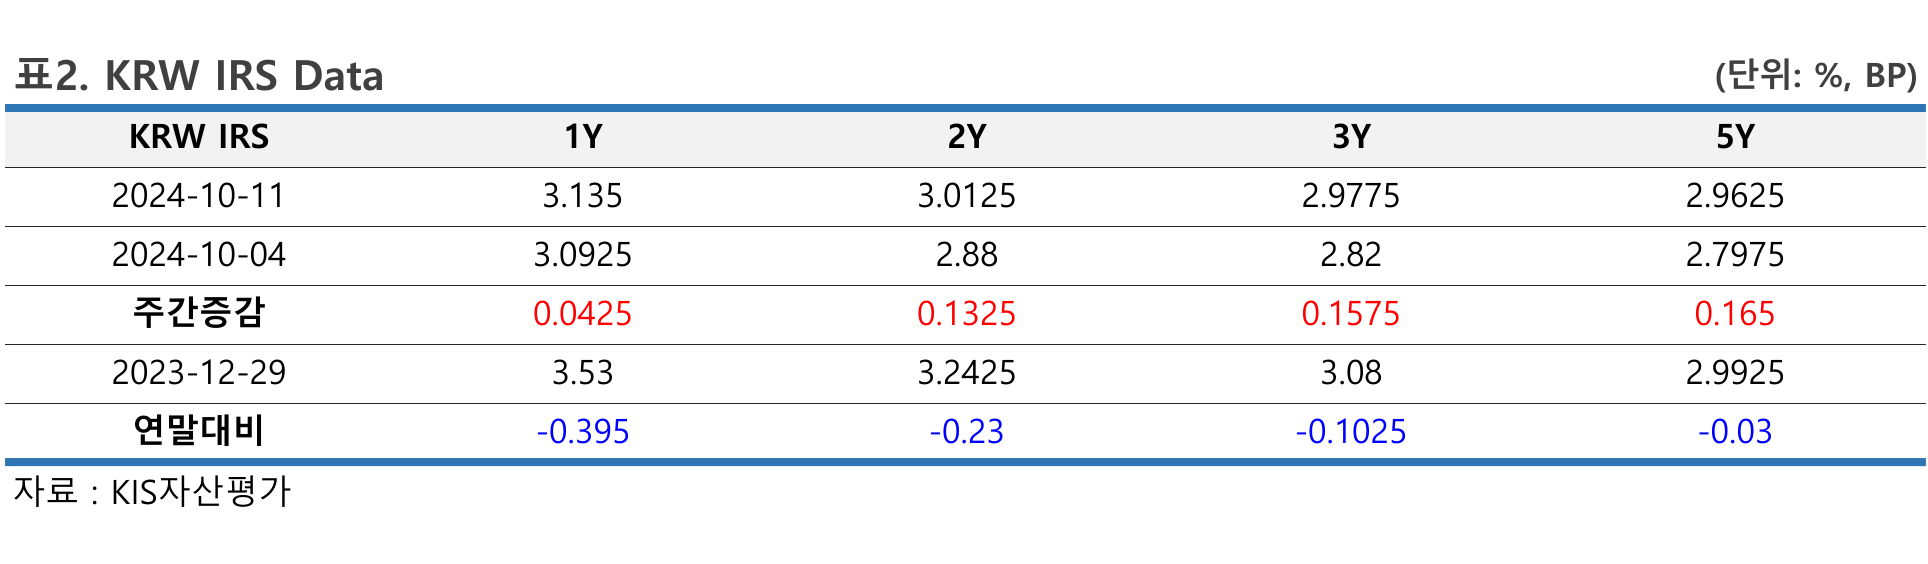 표2. KRW IRS Data (단위: %, BP)
KRW IRS 1Y 2Y 3Y 5Y
2024-10-11 3.135 3.0125 2.9775 2.9625
2024-10-04 3.0925 2.88 2.82 2.7975
주간증감 0.0425 0.1325 0.1575 0.165
2023-12-29 3.53 3.2425 3.08 2.9925
연말대비 -0.395 -0.23 -0.1025 -0.03
자료 : KIS자산평가